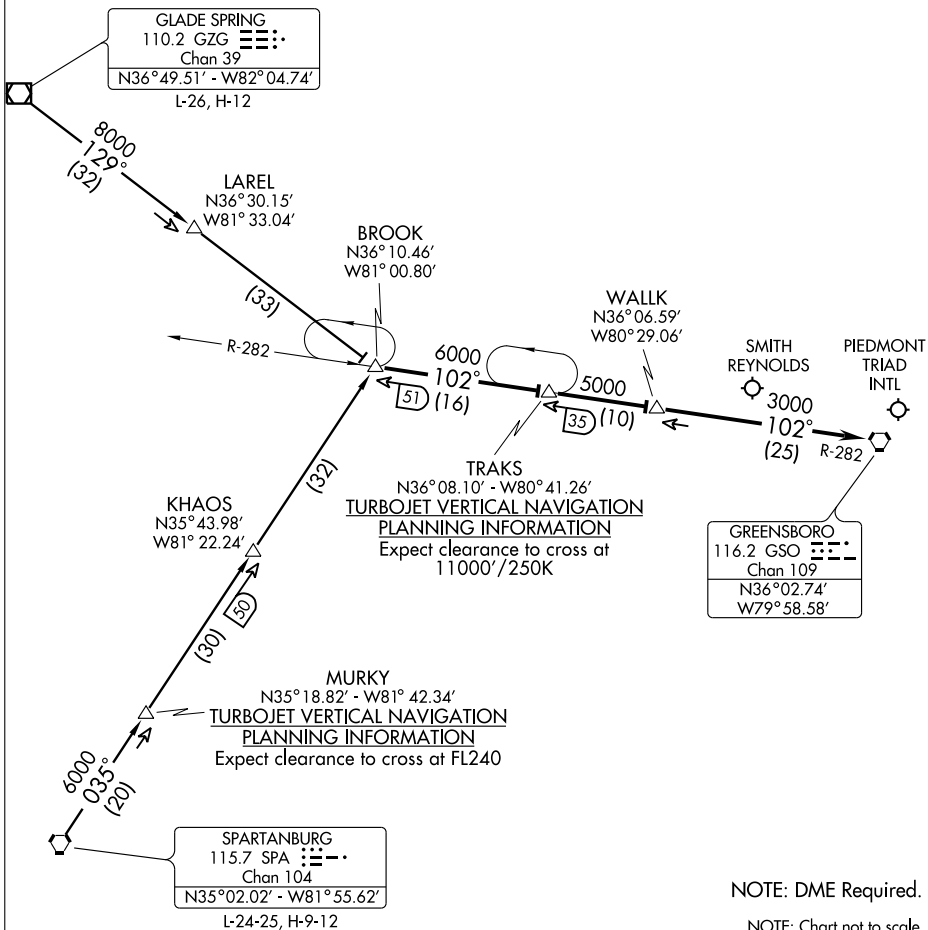 GLADE SPRING
110.2 GZG
Chan 39
N36°49.51' - W82°04.74'
L-26, H-12
8000
129°
(32)
LAREL
N36°30.15'
W81°33.04'
(33)
BROOK
N36°10.46'
W81°00.80'
R-282
51
6000
102°
(16)
35
5000
(10)
WALLK
N36°06.59'
W80°29.06'
SMITH
REYNOLDS
PIEDMONT
TRIAD
INTL
3000
102°
(25)
R-282
TRAKS
N36°08.10' - W80°41.26'
TURBOJET VERTICAL NAVIGATION
PLANNING INFORMATION
Expect clearance to cross at
11000'/250K
GREENSBORO
116.2 GSO
Chan 109
N36°02.74'
W79°58.58'
(32)
KHAOS
N35°43.98'
W81°22.24'
50
(30)
MURKY
N35°18.82' - W81°42.34'
TURBOJET VERTICAL NAVIGATION
PLANNING INFORMATION
Expect clearance to cross at FL240
6000
035°
(20)
SPARTANBURG
115.7 SPA
Chan 104
N35°02.02' - W81°55.62'
L-24-25, H-9-12
NOTE: DME Required.
NOTE: Chart not to scale